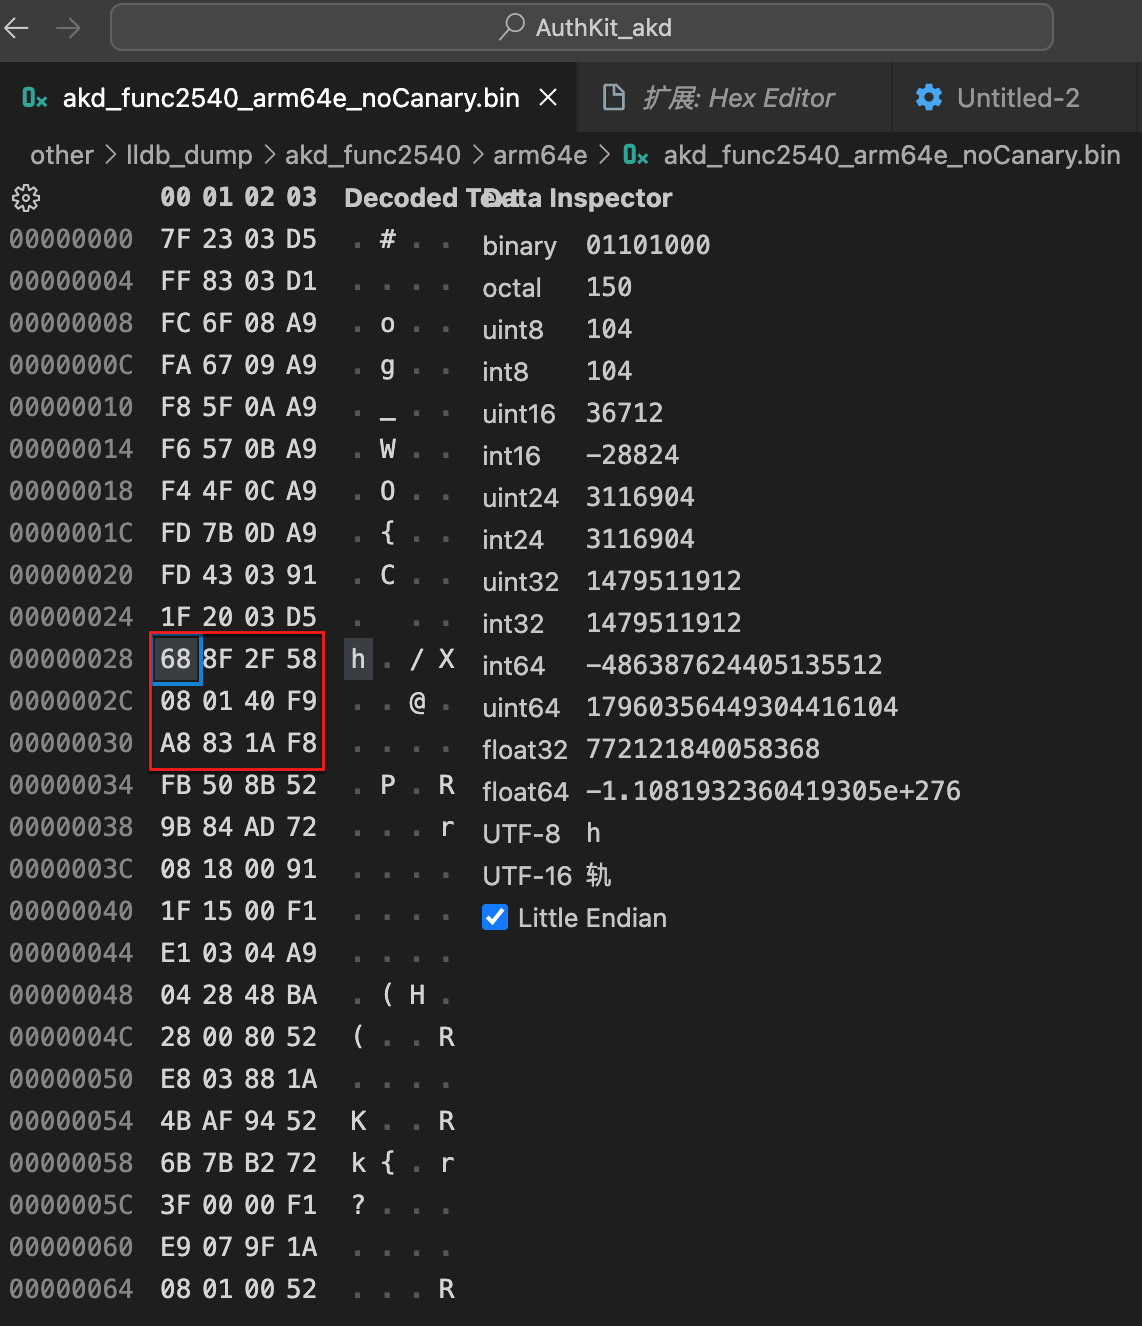 AuthKit_akd
akd_func2540_arm64e_noCanary.bin 扩展: Hex Editor Untitled-2
other > lldb_dump > akd_func2540 > arm64e > akd_func2540_arm64e_noCanary.bin
00 01 02 03 Decoded Text Data Inspector
00000000 7F 23 03 D5 . # . .
binary 01101000
00000004 FF 83 03 D1 . . . .
octal 150
00000008 FC 6F 08 A9 . o . .
uint8 104
0000000C FA 67 09 A9 . g . .
int8 104
00000010 F8 5F 0A A9 . _ . .
uint16 36712
00000014 F6 57 0B A9 . W . .
int16 -28824
00000018 F4 4F 0C A9 . O . .
uint24 3116904
0000001C FD 7B 0D A9 . { . .
int24 3116904
00000020 FD 43 03 91 . C . .
uint32 1479511912
00000024 1F 20 03 D5 .   . .
int32 1479511912
00000028 68 8F 2F 58 h . / X
int64 -486387624405135512
0000002C 08 01 40 F9 . . @ .
uint64 17960356449304416104
00000030 A8 83 1A F8 . . . .
float32 772121840058368
00000034 FB 50 8B 52 . P . R
float64 -1.1081932360419305e+276
00000038 9B 84 AD 72 . . . r
UTF-8 h
0000003C 08 18 00 91 . . . .
UTF-16 轨
00000040 1F 15 00 F1 . . . .
Little Endian
00000044 E1 03 04 A9 . . . .
00000048 04 28 48 BA . ( H .
0000004C 28 00 80 52 ( . . R
00000050 E8 03 88 1A . . . .
00000054 4B AF 94 52 K . . R
00000058 6B 7B B2 72 k { . r
0000005C 3F 00 00 F1 ? . . .
00000060 E9 07 9F 1A . . . .
00000064 08 01 00 52 . . . R